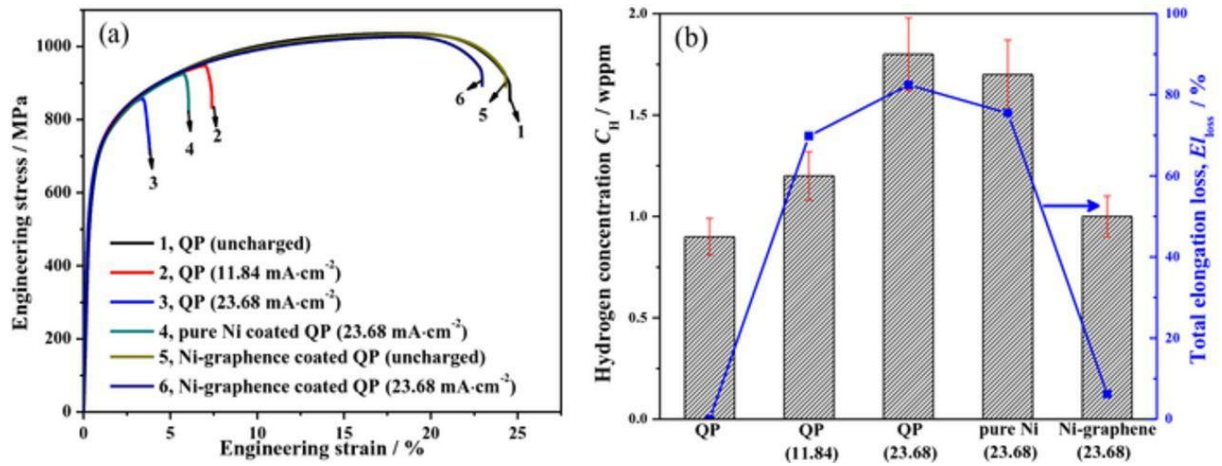 (a)
Engineering stress / MPa
1000
800
600
400
200
0
1, QP (uncharged)
2, QP (11.84 mA·cm⁻²)
3, QP (23.68 mA·cm⁻²)
4, pure Ni coated QP (23.68 mA·cm⁻²)
5, Ni-graphence coated QP (uncharged)
6, Ni-graphence coated QP (23.68 mA·cm⁻²)
3
4
2
6
5
1
0 5 10 15 20 25
Engineering strain / %
(b)
Hydrogen concentration C_H / wppm
2.0
1.5
1.0
0.5
0.0
QP
QP
(11.84)
QP
(23.68)
pure Ni
(23.68)
Ni-graphene
(23.68)
100
80
60
40
20
0
Total elongation loss, El_loss / %